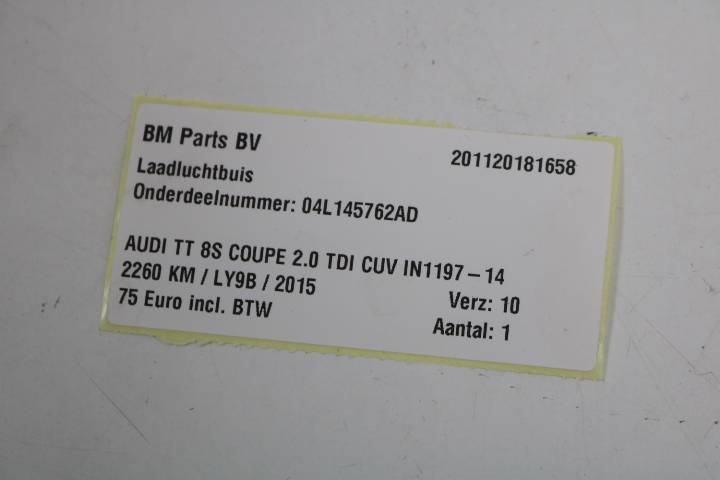 BM Parts BV
201120181658
Laadluchtbuis
Onderdeelnummer: 04L145762AD
AUDI TT 8S COUPE 2.0 TDI CUV IN1197-14
2260 KM / LY9B / 2015
Verz: 10
75 Euro incl. BTW
Aantal: 1